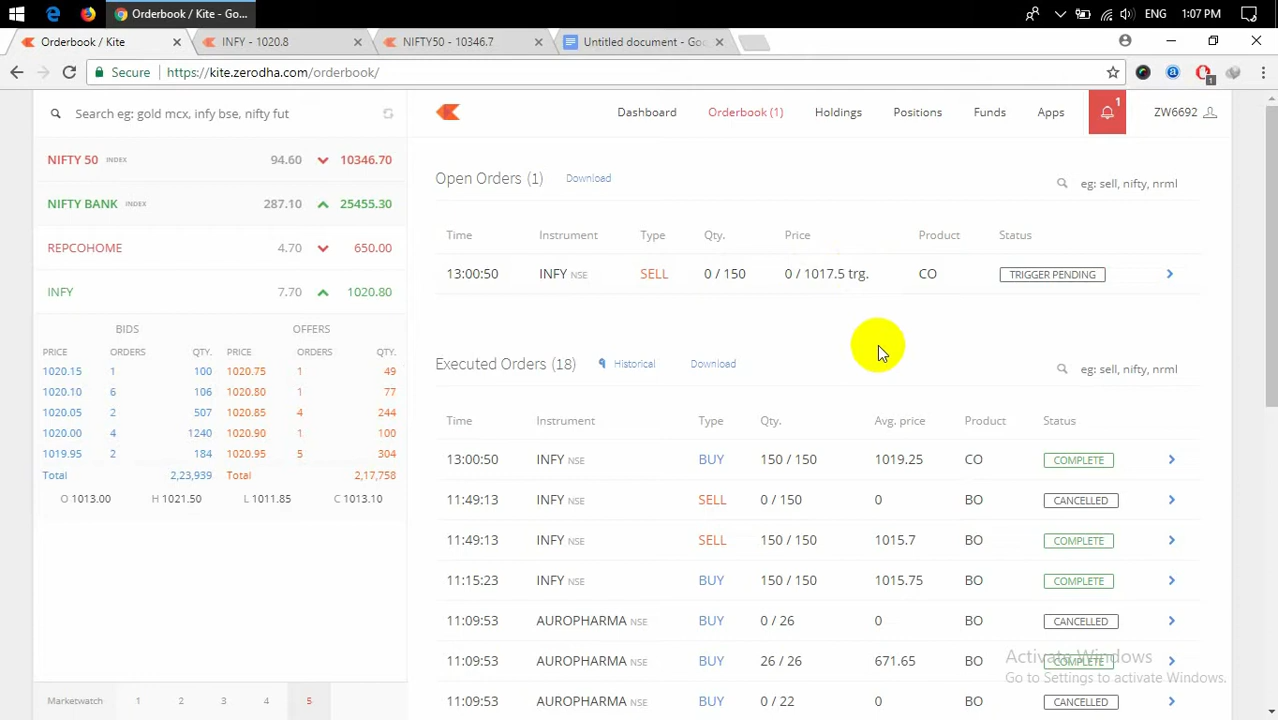 Orderbook / Kite - Go...
ENG 1:07 PM
Orderbook / Kite
INFY - 1020.8
NIFTY50 - 10346.7
Untitled document - Goo
Secure https://kite.zerodha.com/orderbook/
1
Search eg: gold mcx, infy bse, nifty fut
Dashboard Orderbook (1) Holdings Positions Funds Apps 1 ZW6692
NIFTY 50 INDEX 94.60 10346.70
NIFTY BANK INDEX 287.10 25455.30
REPCOHOME 4.70 650.00
INFY 7.70 1020.80
BIDS OFFERS
PRICE ORDERS QTY. PRICE ORDERS QTY.
1020.15 1 100 1020.75 1 49
1020.10 6 106 1020.80 1 77
1020.05 2 507 1020.85 4 244
1020.00 4 1240 1020.90 1 100
1019.95 2 184 1020.95 5 304
Total 2,23,939 Total 2,17,758
O 1013.00 H 1021.50 L 1011.85 C 1013.10
Marketwatch 1 2 3 4 5
Open Orders (1) Download eg: sell, nifty, nrml
Time Instrument Type Qty. Price Product Status
13:00:50 INFY NSE SELL 0 / 150 0 / 1017.5 trg. CO TRIGGER PENDING
Executed Orders (18) Historical Download eg: sell, nifty, nrml
Time Instrument Type Qty. Avg. price Product Status
13:00:50 INFY NSE BUY 150 / 150 1019.25 CO COMPLETE
11:49:13 INFY NSE SELL 0 / 150 0 BO CANCELLED
11:49:13 INFY NSE SELL 150 / 150 1015.7 BO COMPLETE
11:15:23 INFY NSE BUY 150 / 150 1015.75 BO COMPLETE
11:09:53 AUROPHARMA NSE BUY 0 / 26 0 BO CANCELLED
11:09:53 AUROPHARMA NSE BUY 26 / 26 671.65 BO COMPLETE
11:09:53 AUROPHARMA NSE BUY 0 / 22 0 BO CANCELLED
Activate Windows
Go to Settings to activate Windows.